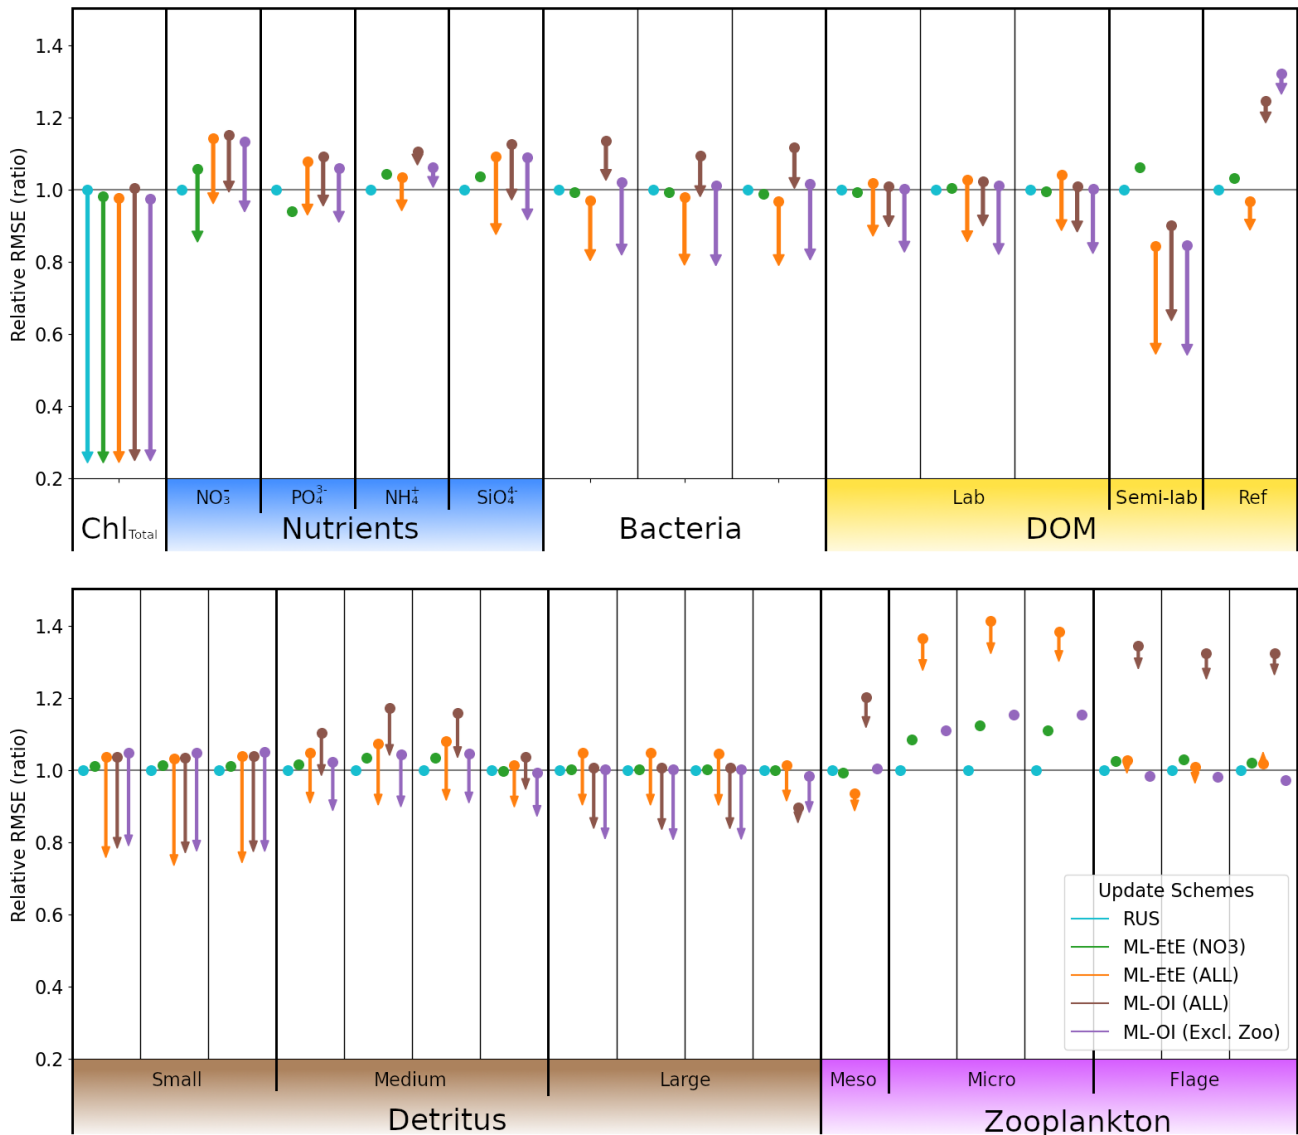 Relative RMSE (ratio)
1.4
1.2
1.0
0.8
0.6
0.4
0.2
NO₃⁻ PO₄³⁻ NH₄⁺ SiO₄⁴⁻ Lab Semi-lab Ref
Chl Total Nutrients Bacteria DOM
Relative RMSE (ratio)
1.4
1.2
1.0
0.8
0.6
0.4
0.2
Update Schemes
RUS
ML-EtE (NO3)
ML-EtE (ALL)
ML-OI (ALL)
ML-OI (Excl. Zoo)
Small Medium Large Meso Micro Flage
Detritus Zooplankton